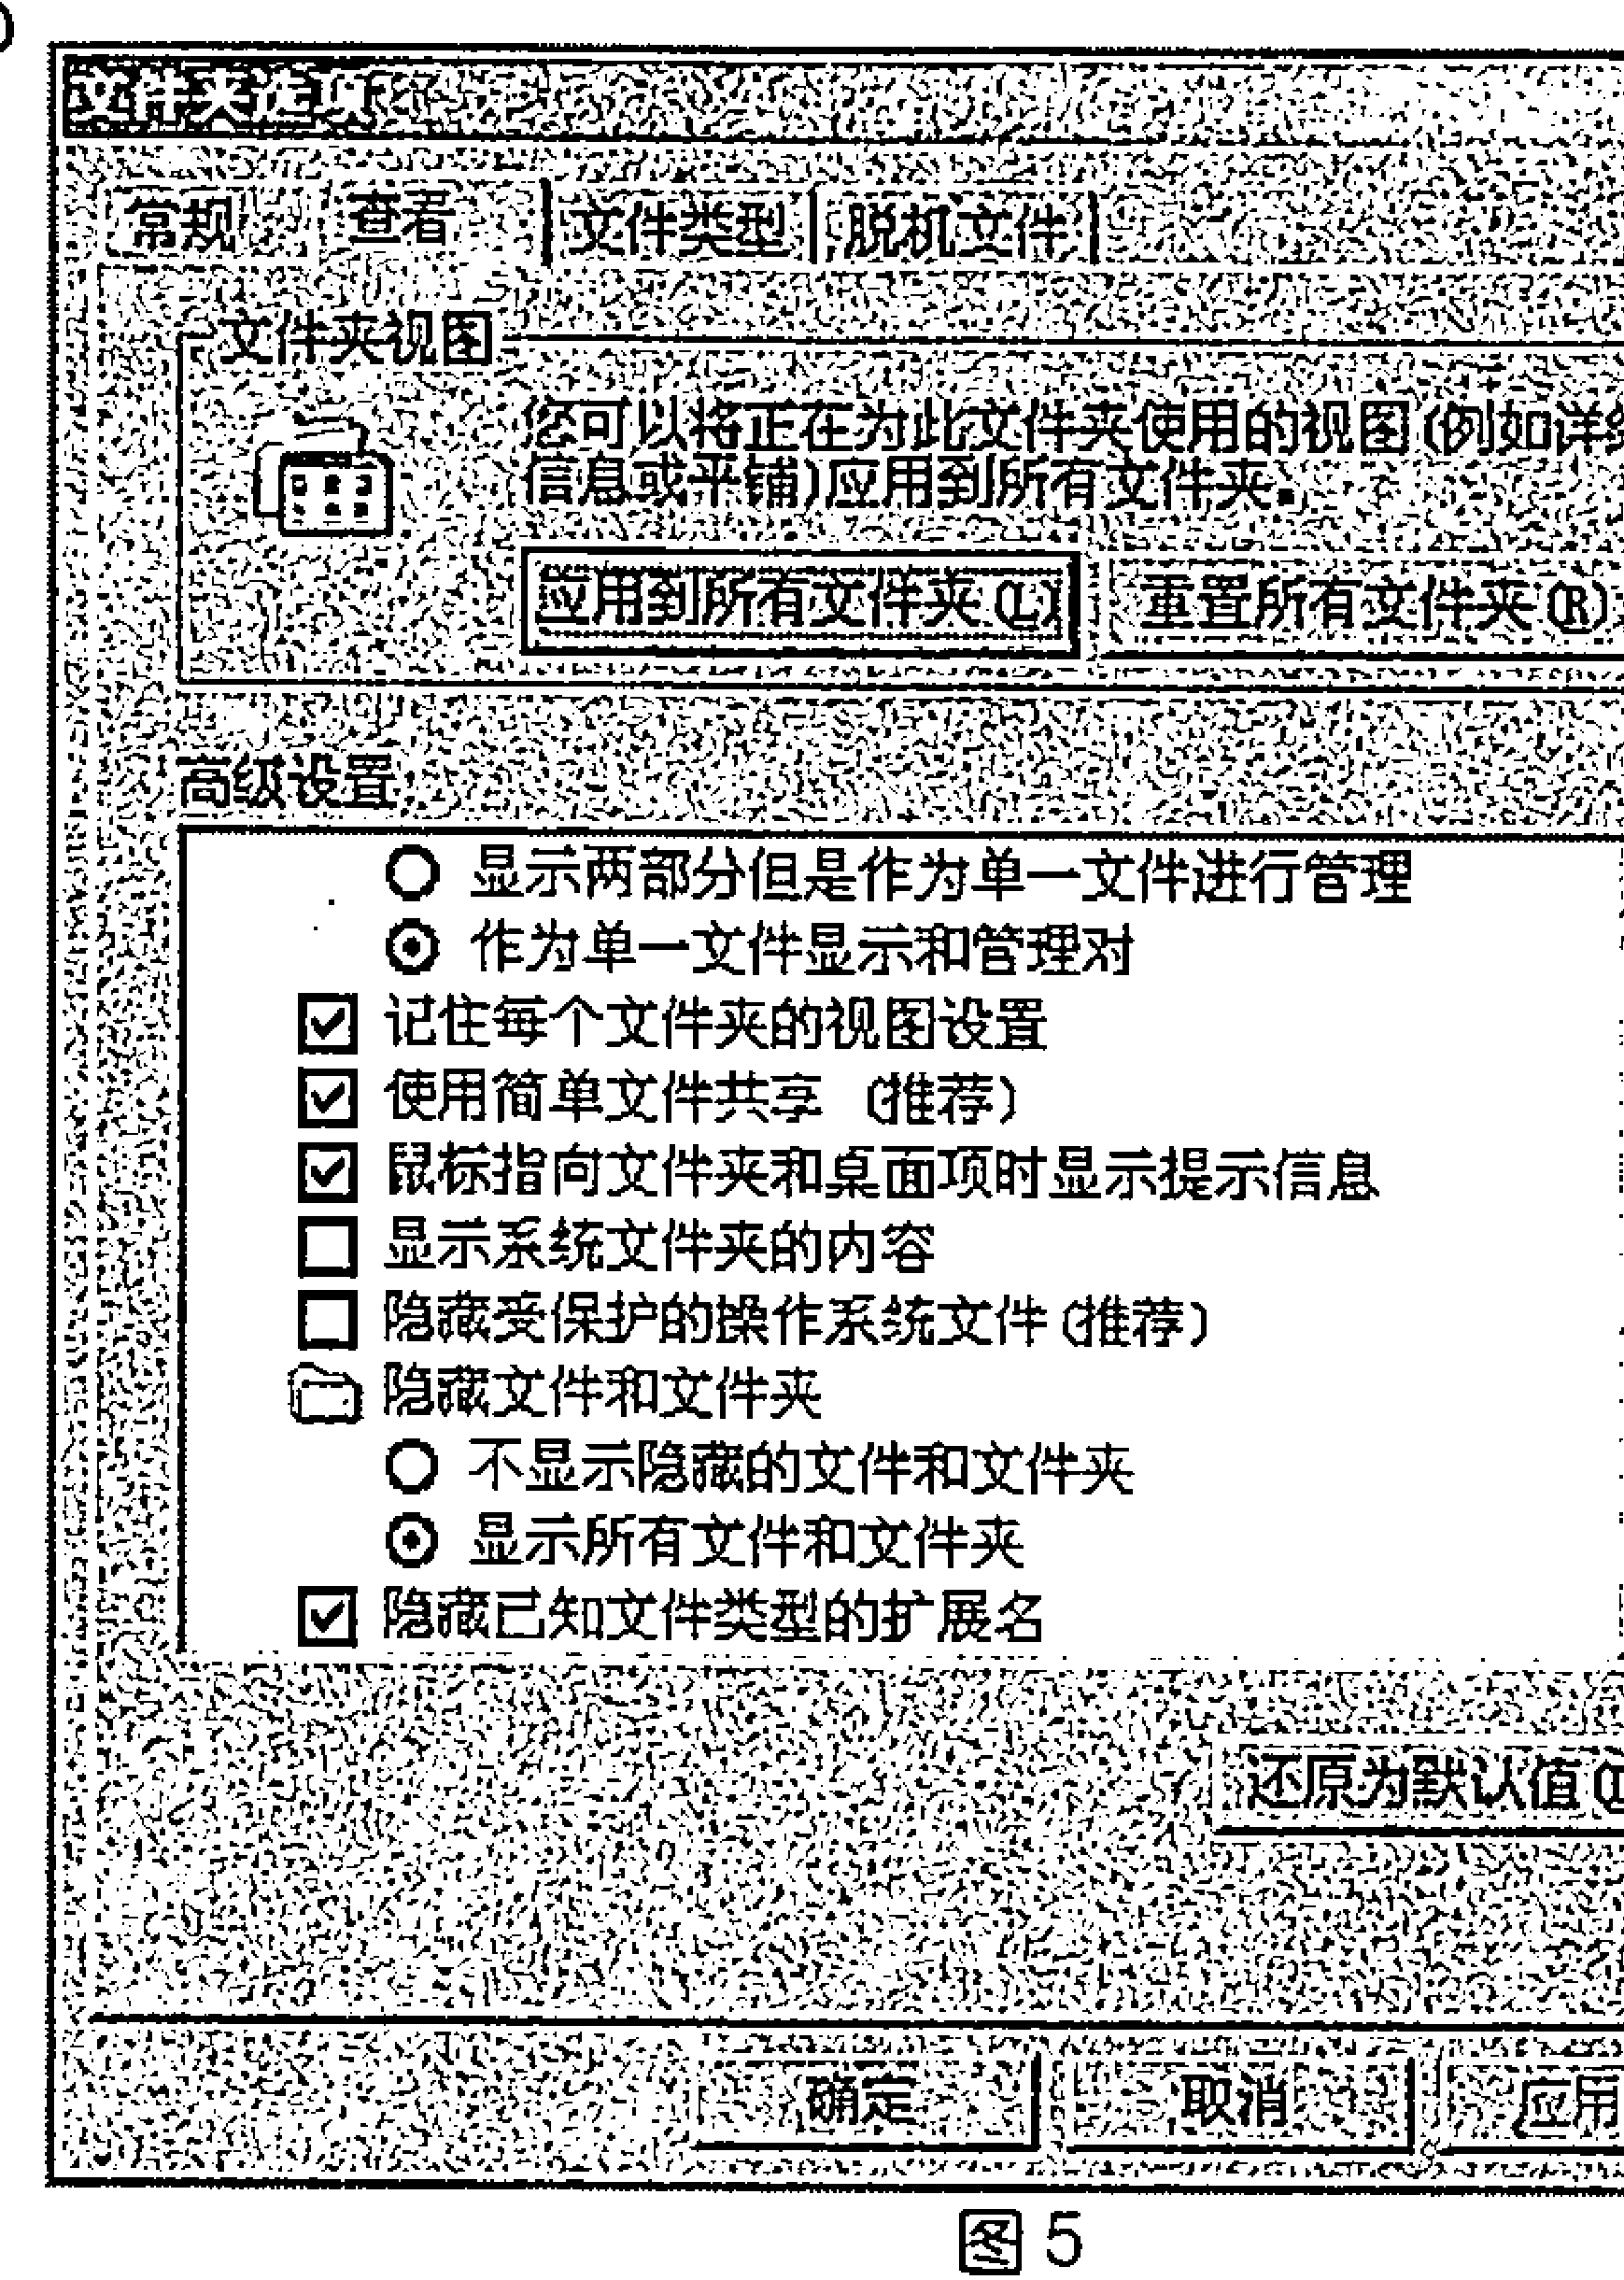 文件夹选项
常规 查看 文件类型 脱机文件
文件夹视图
您可以将正在为此文件夹使用的视图(例如详细
信息或平铺)应用到所有文件夹。
应用到所有文件夹(L) 重置所有文件夹(R)
高级设置
显示两部分但是作为单一文件进行管理
作为单一文件显示和管理对
记住每个文件夹的视图设置
使用简单文件共享 (推荐)
鼠标指向文件夹和桌面项时显示提示信息
显示系统文件夹的内容
隐藏受保护的操作系统文件(推荐)
隐藏文件和文件夹
不显示隐藏的文件和文件夹
显示所有文件和文件夹
隐藏已知文件类型的扩展名
还原为默认值(
确定 取消 应用
图 5